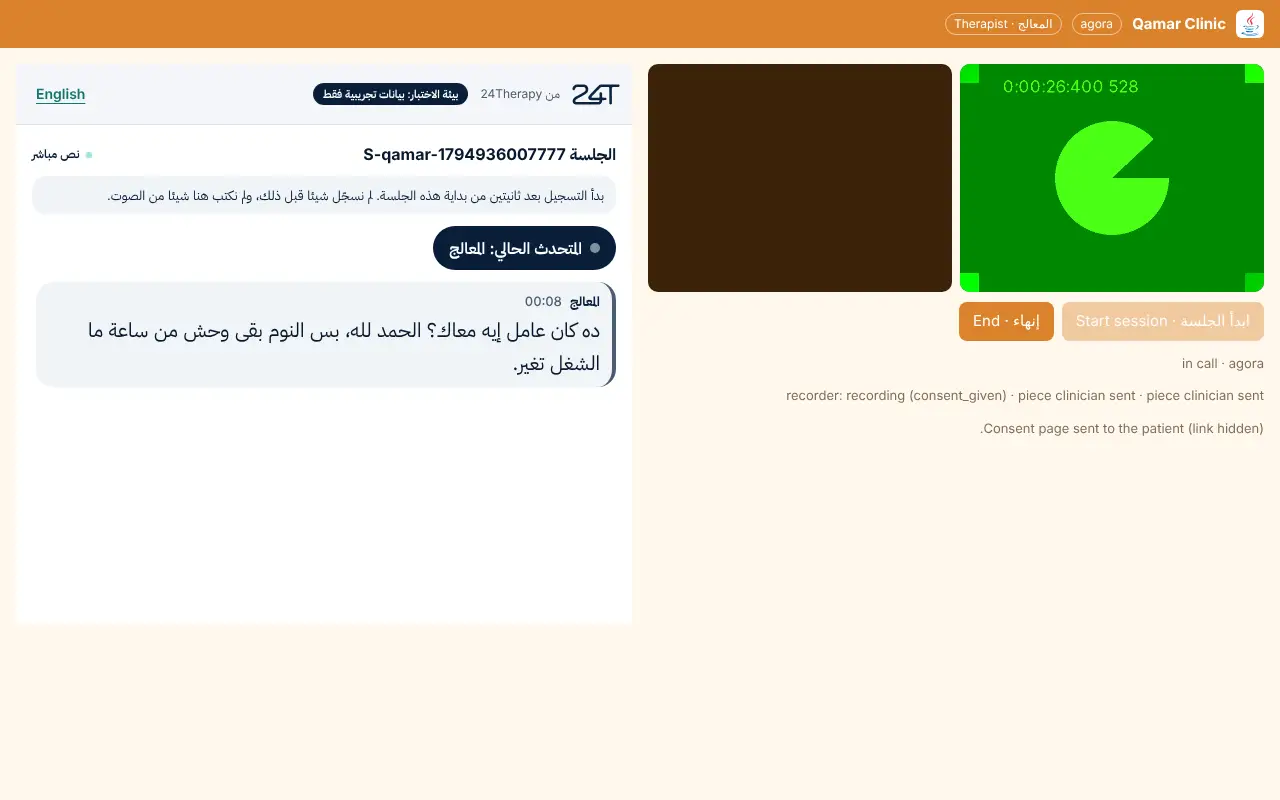 Qamar Clinic
agora
Therapist · المعالج
0:00:26:400 528
ابدأ الجلسة · Start session
إنهاء · End
in call · agora
recorder: recording (consent_given) · piece clinician sent · piece clinician sent
Consent page sent to the patient (link hidden).
24T
من 24Therapy
بيئة الاختبار: بيانات تجريبية فقط
English
الجلسة S-qamar-1794936007777
نص مباشر
بدأ التسجيل بعد ثانيتين من بداية هذه الجلسة. لم نسجّل شيئا قبل ذلك، ولم نكتب هنا شيئا من الصوت.
المتحدث الحالي: المعالج
المعالج 00:08
ده كان عامل إيه معاك؟ الحمد لله، بس النوم بقى وحش من ساعة ما
الشغل تغير.